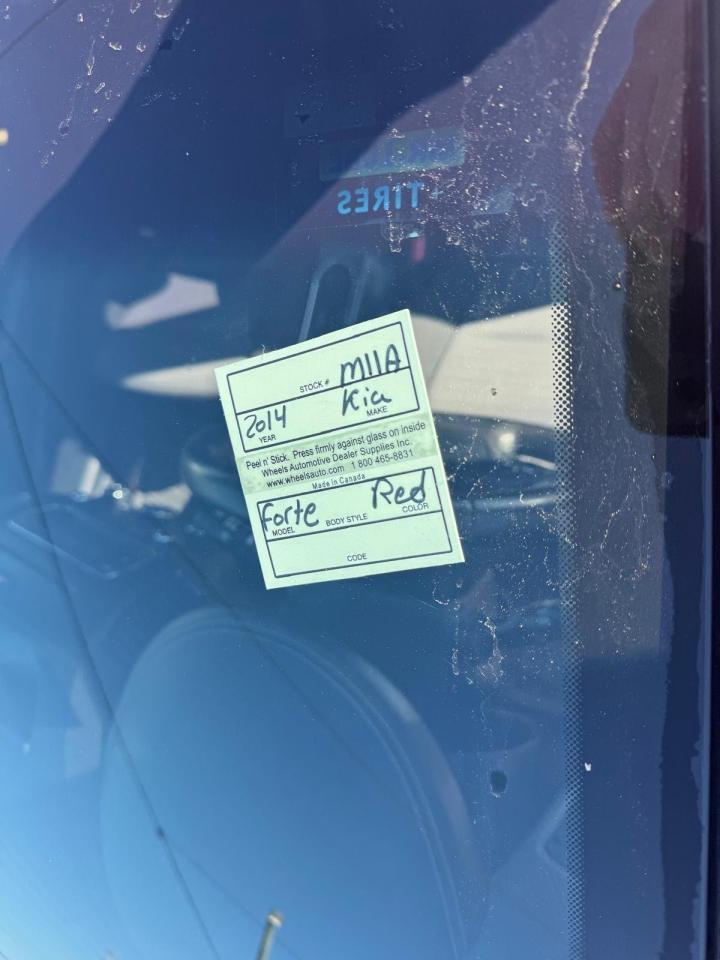 TIRES
STOCK # M11A
2014 Kia
YEAR MAKE
Peel n' Stick. Press firmly against glass on inside
Wheels Automotive Dealer Supplies Inc.
www.wheelsauto.com 1 800 465-8831
Made in Canada
Forte Red
MODEL BODY STYLE COLOR
CODE